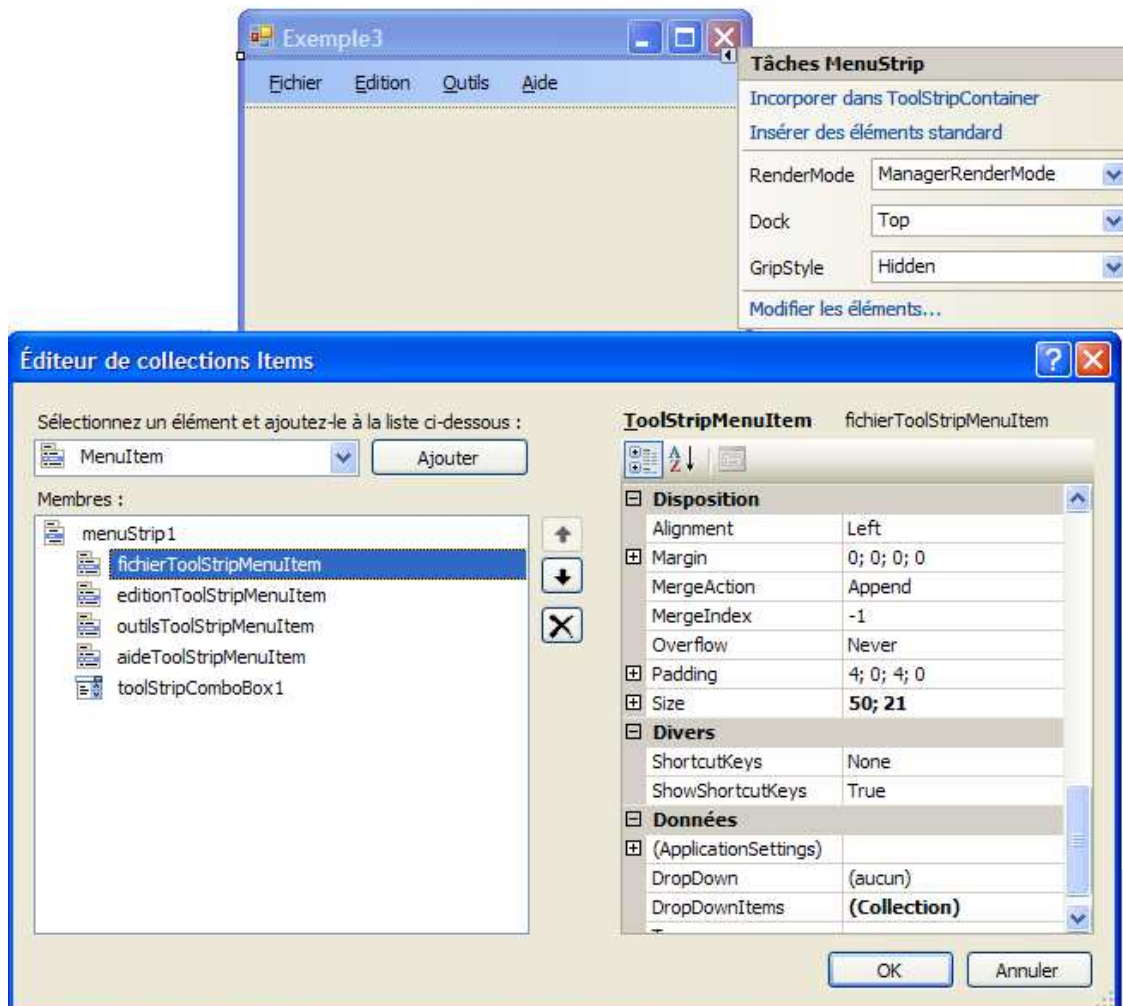 Exemple3
Fichier Edition Outils Aide
Tâches MenuStrip
Incorporer dans ToolStripContainer
Insérer des éléments standard
RenderMode ManagerRenderMode
Dock Top
GripStyle Hidden
Modifier les éléments...
Éditeur de collections Items
Sélectionnez un élément et ajoutez-le à la liste ci-dessous :
MenuItem Ajouter
Membres :
menuStrip1
fichierToolStripMenuItem
editionToolStripMenuItem
outilsToolStripMenuItem
aideToolStripMenuItem
toolStripComboBox1
ToolStripMenuItem fichierToolStripMenuItem
Disposition
Alignment Left
Margin 0; 0; 0; 0
MergeAction Append
MergeIndex -1
Overflow Never
Padding 4; 0; 4; 0
Size 50; 21
Divers
ShortcutKeys None
ShowShortcutKeys True
Données
(ApplicationSettings)
DropDown (aucun)
DropDownItems (Collection)
OK Annuler